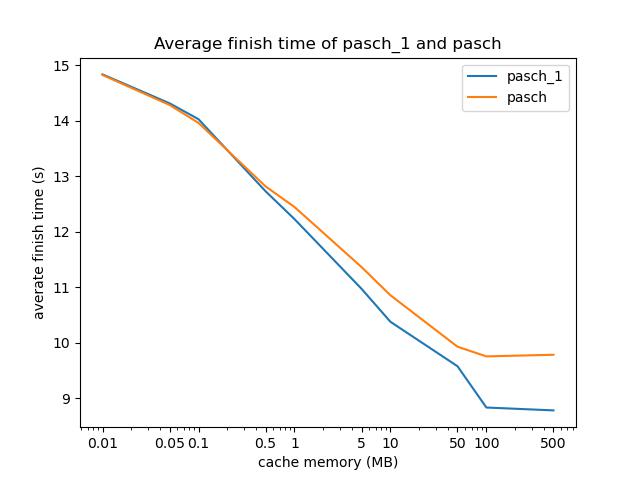 Average finish time of pasch_1 and pasch
pasch_1
pasch
averate finish time (s)
15
14
13
12
11
10
9
0.01 0.05 0.1 0.5 1 5 10 50 100 500
cache memory (MB)